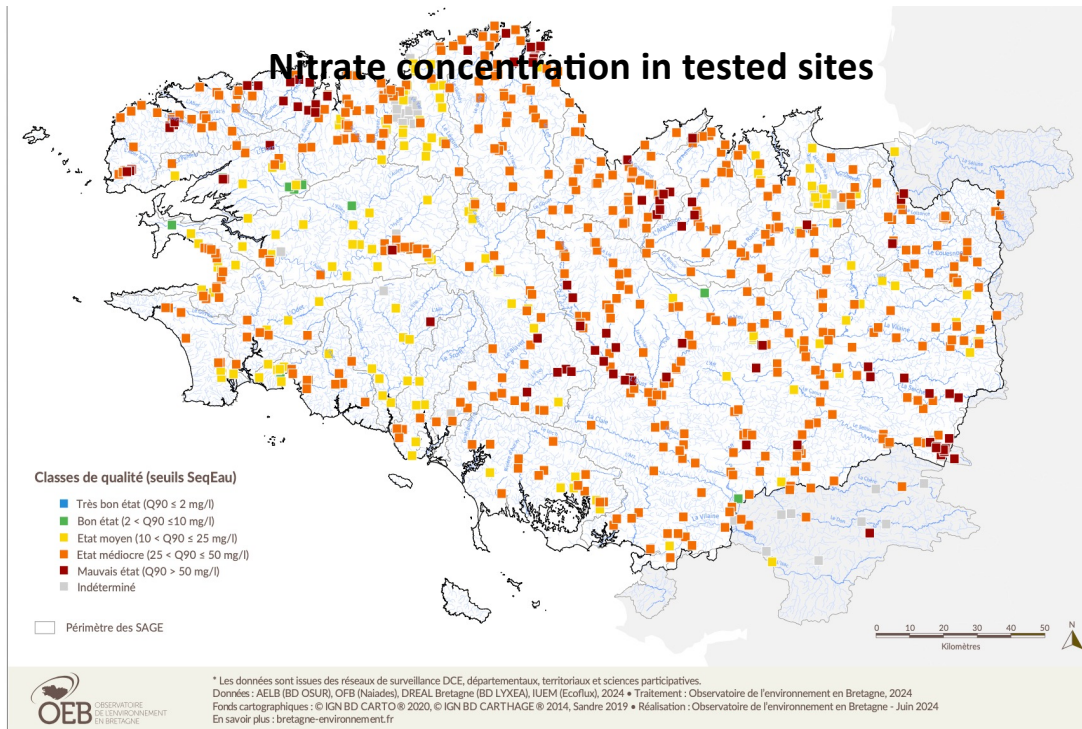 Nitrate concentration in tested sites
L'Odet
La Vilaine
Le Couesnon
L'Oust
La Vilaine
Classes de qualité (seuils SeqEau)
Très bon état (Q90 ≤ 2 mg/l)
Bon état (2 < Q90 ≤10 mg/l)
Etat moyen (10 < Q90 ≤ 25 mg/l)
Etat médiocre (25 < Q90 ≤ 50 mg/l)
Mauvais état (Q90 > 50 mg/l)
Indéterminé
Périmètre des SAGE
0 10 20 30 40 50
Kilomètres
N
OEB
OBSERVATOIRE
DE L'ENVIRONNEMENT
EN BRETAGNE
* Les données sont issues des réseaux de surveillance DCE, départementaux, territoriaux et sciences participatives.
Données : AELB (BD OSUR), OFB (Naiades), DREAL Bretagne (BD LYXEA), IUEM (Ecoflux), 2024 • Traitement : Observatoire de l'environnement en Bretagne, 2024
Fonds cartographiques : © IGN BD CARTO ® 2020, © IGN BD CARTHAGE ® 2014, Sandre 2019 • Réalisation : Observatoire de l'environnement en Bretagne - Juin 2024
En savoir plus : bretagne-environnement.fr